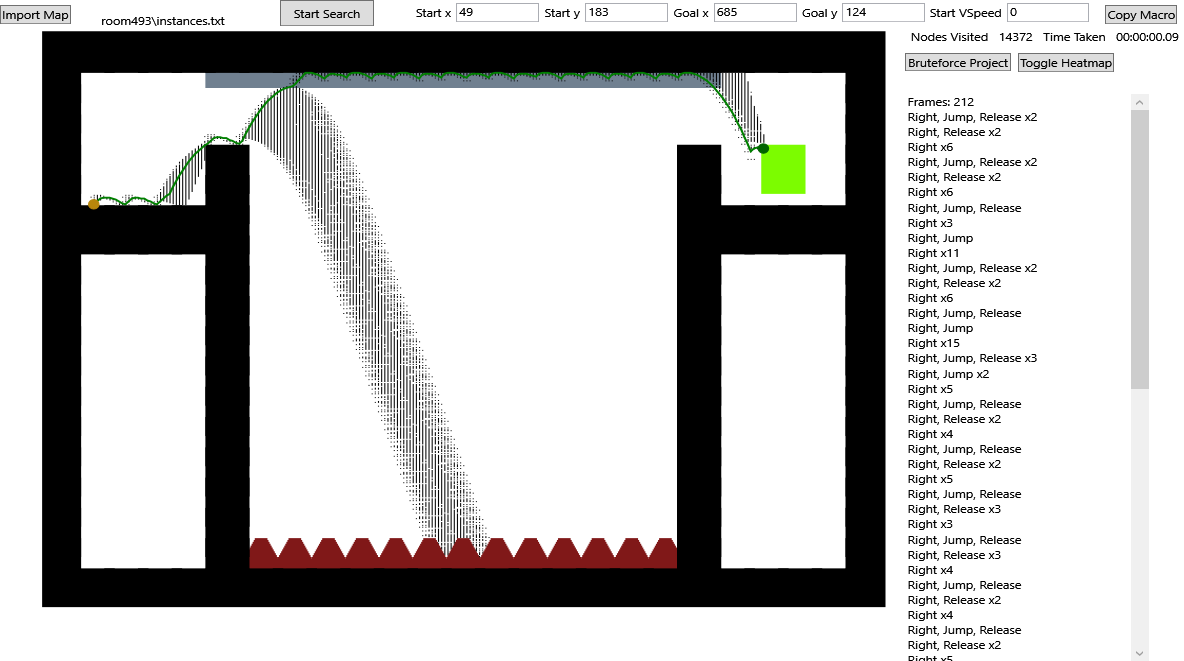 Import Map
room493\instances.txt
Start Search
Start x 49 Start y 183 Goal x 685 Goal y 124 Start VSpeed 0
Copy Macro
Nodes Visited 14372 Time Taken 00:00:00.09
Bruteforce Project Toggle Heatmap
Frames: 212
Right, Jump, Release x2
Right, Release x2
Right x6
Right, Jump, Release x2
Right, Release x2
Right x6
Right, Jump, Release
Right x3
Right, Jump
Right x11
Right, Jump, Release x2
Right, Release x2
Right x6
Right, Jump, Release
Right, Jump
Right x15
Right, Jump, Release x3
Right, Jump x2
Right x5
Right, Jump, Release
Right, Release x2
Right x4
Right, Jump, Release
Right, Release x2
Right x5
Right, Jump, Release
Right, Release x3
Right x3
Right, Jump, Release
Right, Release x3
Right x4
Right, Jump, Release
Right, Release x2
Right x4
Right, Jump, Release
Right, Release x2
Right x5